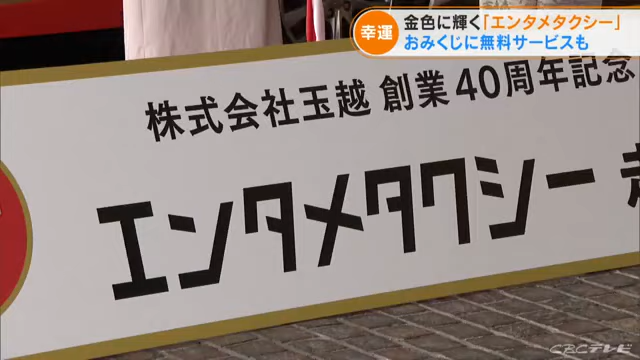 幸運
金色に輝く「エンタメタクシー」
おみくじに無料サービスも
株式会社玉越 創業40周年記念
エンタメタクシー
CBCテレビ